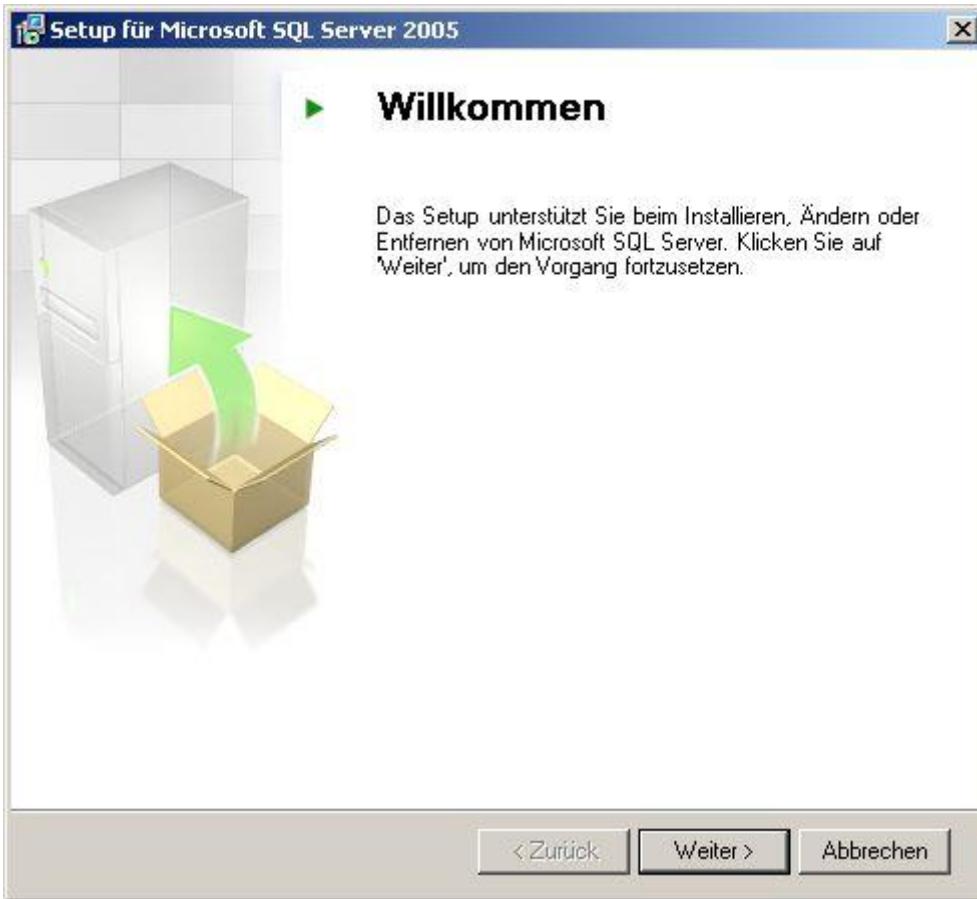 Setup für Microsoft SQL Server 2005
Willkommen
Das Setup unterstützt Sie beim Installieren, Ändern oder
Entfernen von Microsoft SQL Server. Klicken Sie auf
'Weiter', um den Vorgang fortzusetzen.
< Zurück
Weiter >
Abbrechen